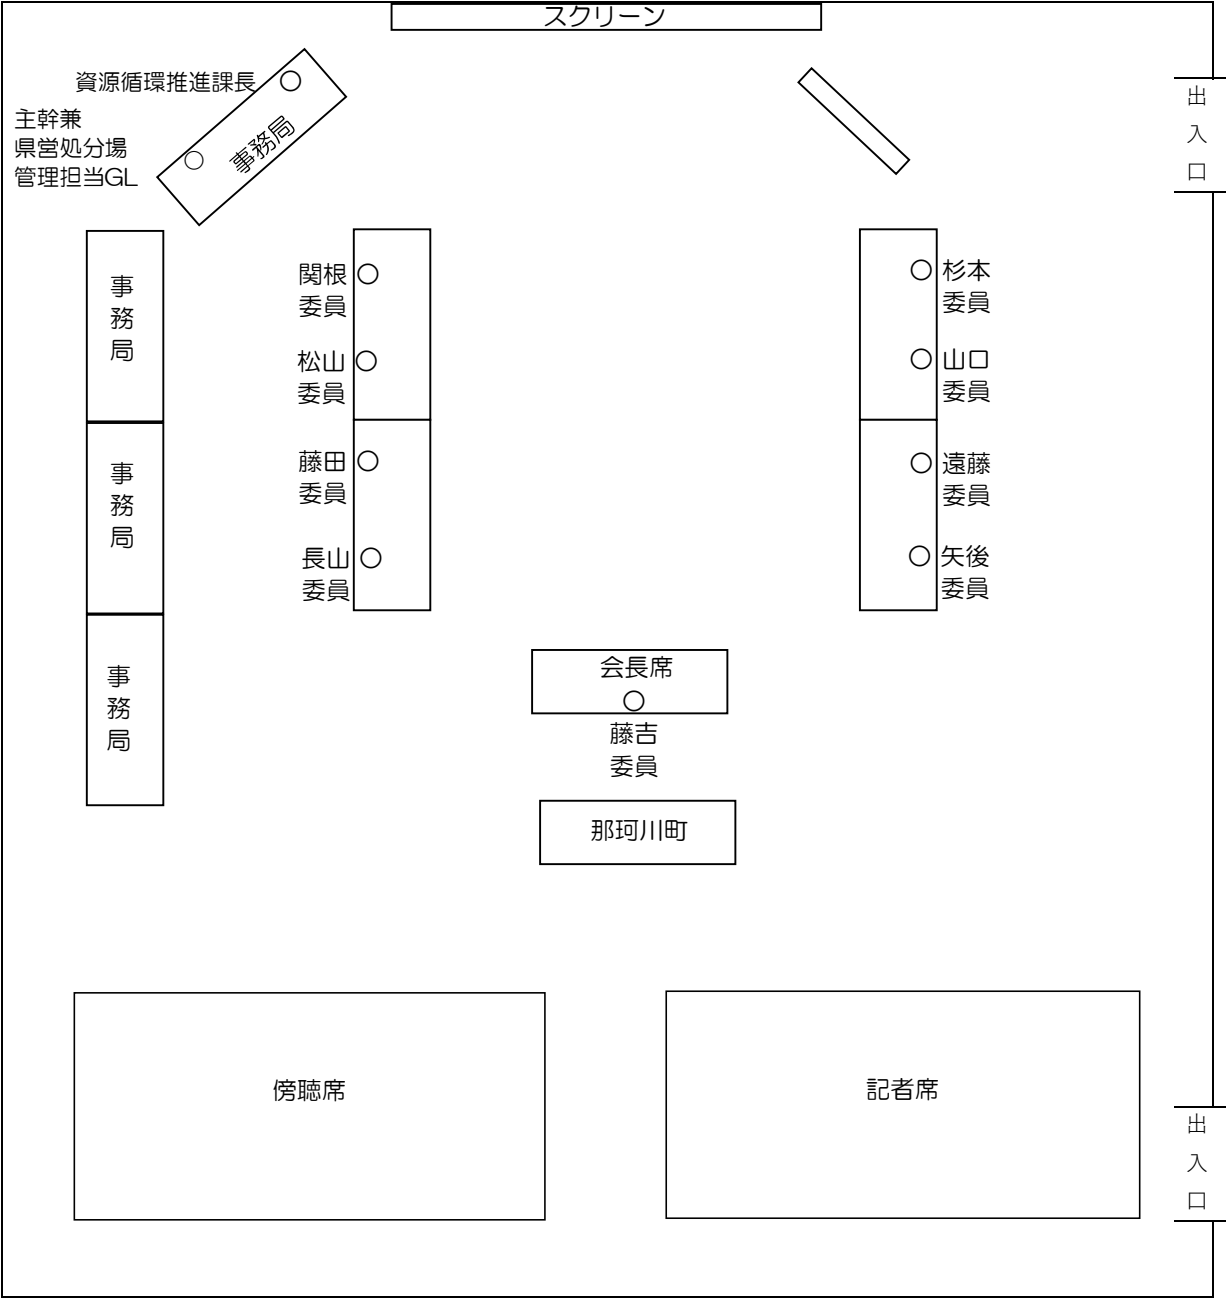 スクリーン
資源循環推進課長
主幹兼
県営処分場
管理担当GL
事務局
出入口
事務局
事務局
事務局
関根
委員
松山
委員
藤田
委員
長山
委員
杉本
委員
山口
委員
遠藤
委員
矢後
委員
会長席
藤吉
委員
那珂川町
傍聴席
記者席
出入口